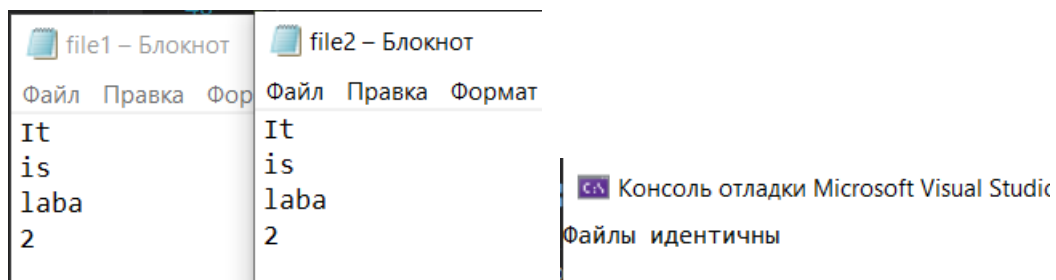 file1 – Блокнот
Файл Правка Фор
It
is
laba
2
file2 – Блокнот
Файл Правка Формат
It
is
laba
2
Консоль отладки Microsoft Visual Studio
Файлы идентичны